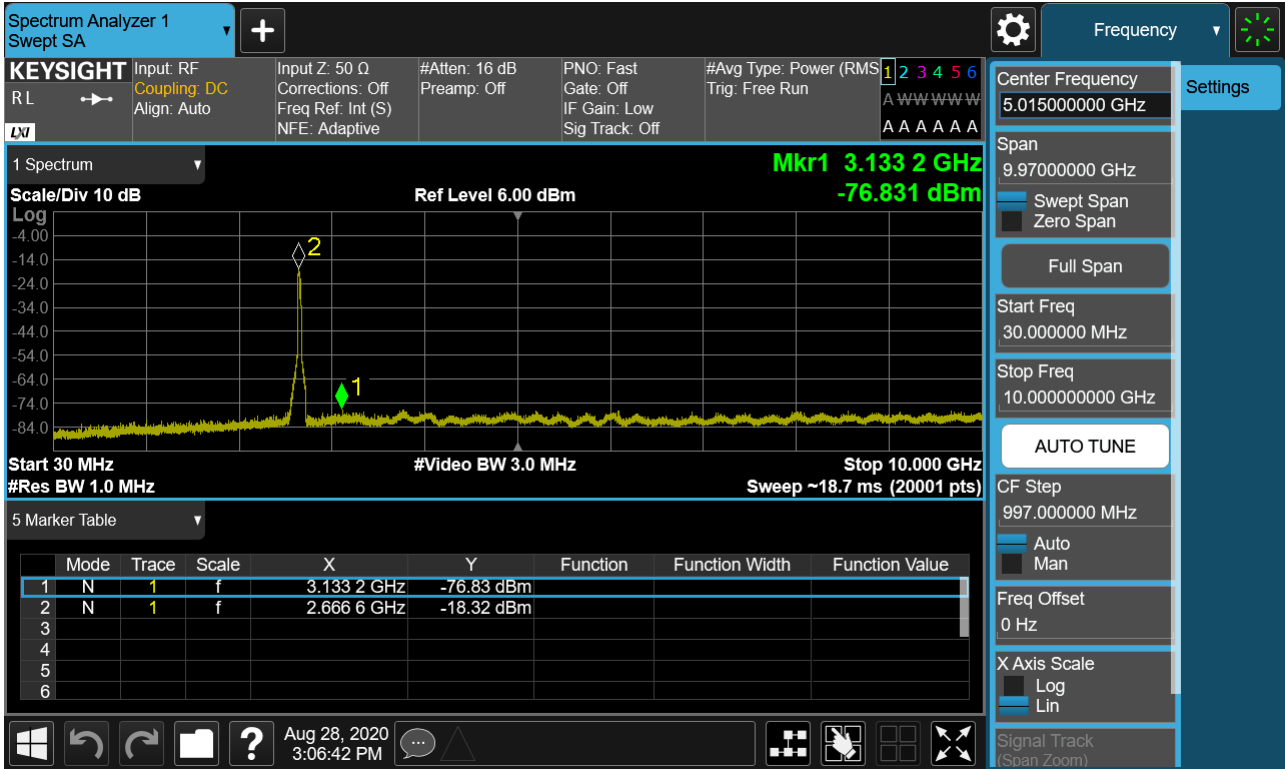 Spectrum Analyzer 1
Swept SA
Frequency
KEYSIGHT
R L
LXI
Input: RF
Coupling: DC
Align: Auto
Input Z: 50 Ω
Corrections: Off
Freq Ref: Int (S)
NFE: Adaptive
#Atten: 16 dB
Preamp: Off
PNO: Fast
Gate: Off
IF Gain: Low
Sig Track: Off
#Avg Type: Power (RMS
Trig: Free Run
1 2 3 4 5 6
A W W W W W
A A A A A A
1 Spectrum
Mkr1 3.133 2 GHz
Scale/Div 10 dB
Ref Level 6.00 dBm
-76.831 dBm
Log
-4.00
-14.0
-24.0
-34.0
-44.0
-54.0
-64.0
-74.0
-84.0
2
1
Start 30 MHz
#Video BW 3.0 MHz
Stop 10.000 GHz
#Res BW 1.0 MHz
Sweep ~18.7 ms (20001 pts)
5 Marker Table
Mode Trace Scale X Y Function Function Width Function Value
1 N 1 f 3.133 2 GHz -76.83 dBm
2 N 1 f 2.666 6 GHz -18.32 dBm
3
4
5
6
?
Aug 28, 2020
3:06:42 PM
Center Frequency
5.015000000 GHz
Settings
Span
9.97000000 GHz
Swept Span
Zero Span
Full Span
Start Freq
30.000000 MHz
Stop Freq
10.000000000 GHz
AUTO TUNE
CF Step
997.000000 MHz
Auto
Man
Freq Offset
0 Hz
X Axis Scale
Log
Lin
Signal Track
(Span Zoom)